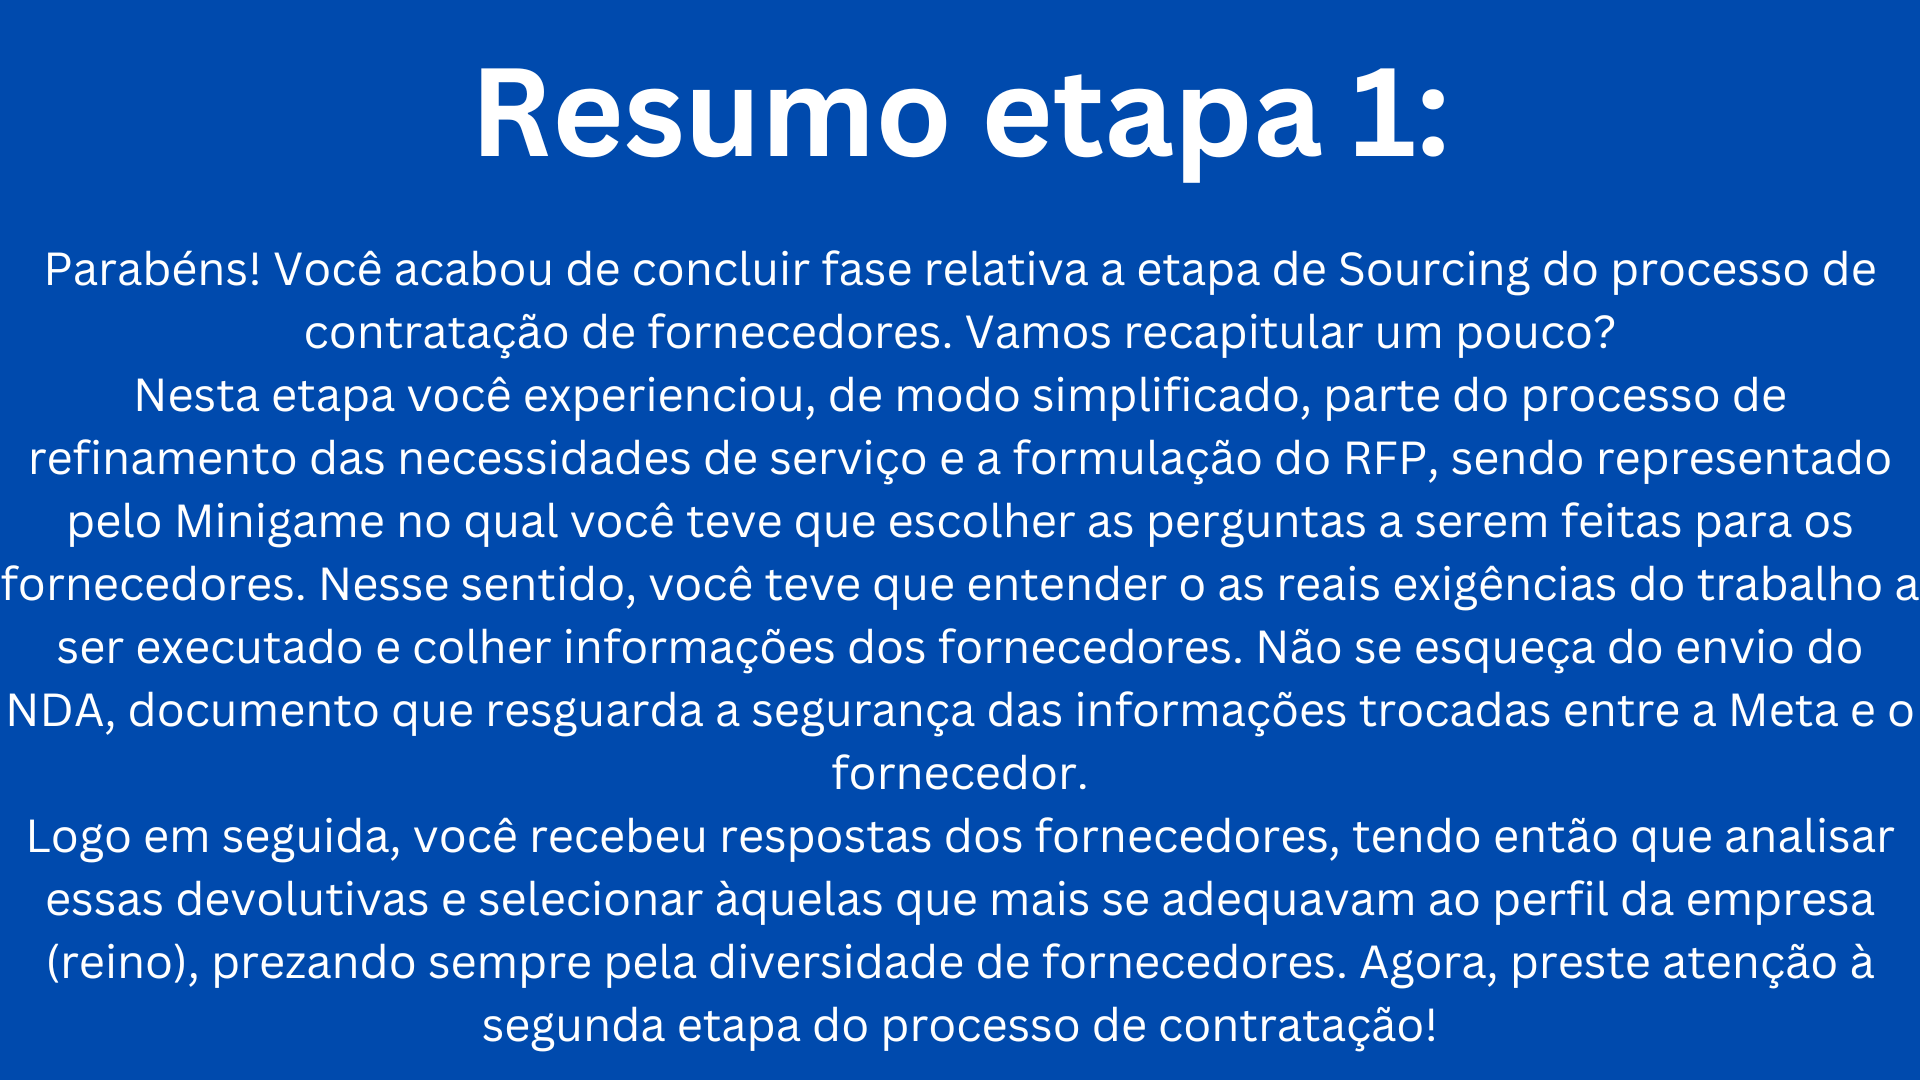 Resumo etapa 1:
Parabéns! Você acabou de concluir fase relativa a etapa de Sourcing do processo de
contratação de fornecedores. Vamos recapitular um pouco?
Nesta etapa você experienciou, de modo simplificado, parte do processo de
refinamento das necessidades de serviço e a formulação do RFP, sendo representado
pelo Minigame no qual você teve que escolher as perguntas a serem feitas para os
fornecedores. Nesse sentido, você teve que entender o as reais exigências do trabalho a
ser executado e colher informações dos fornecedores. Não se esqueça do envio do
NDA, documento que resguarda a segurança das informações trocadas entre a Meta e o
fornecedor.
Logo em seguida, você recebeu respostas dos fornecedores, tendo então que analisar
essas devolutivas e selecionar àquelas que mais se adequavam ao perfil da empresa
(reino), prezando sempre pela diversidade de fornecedores. Agora, preste atenção à
segunda etapa do processo de contratação!